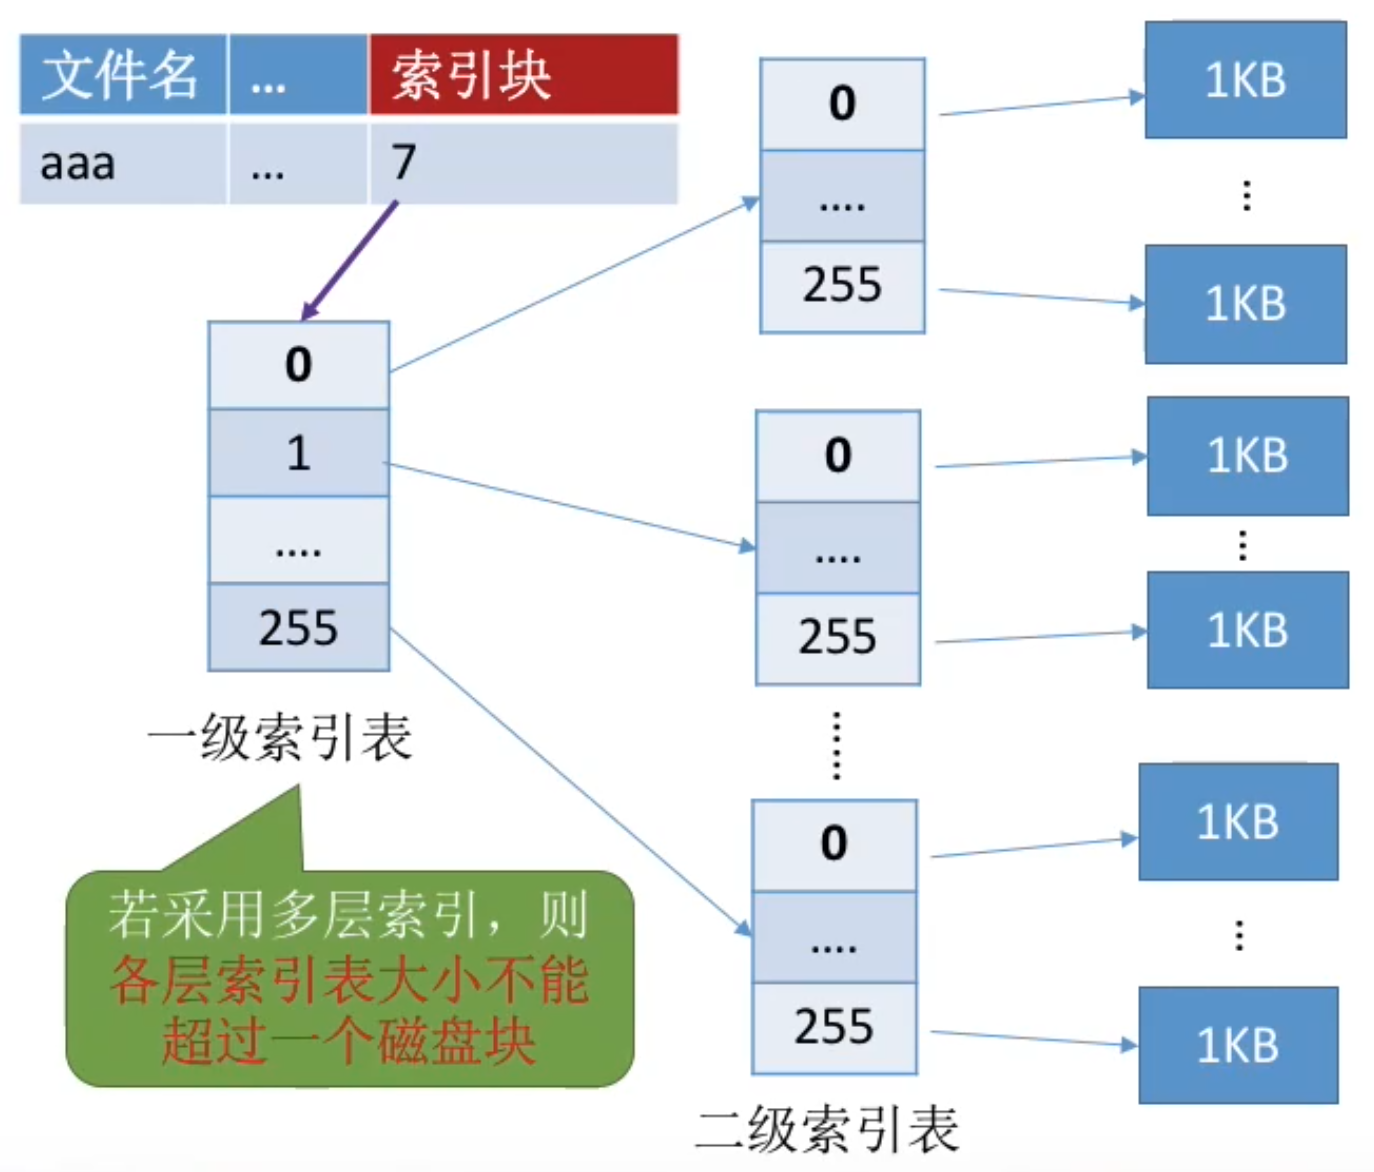 文件名 ... 索引块
aaa ... 7
0
1
....
255
一级索引表
若采用多层索引，则
各层索引表大小不能
超过一个磁盘块
0
....
255
0
....
255
0
....
255
二级索引表
1KB
1KB
1KB
1KB
1KB
1KB